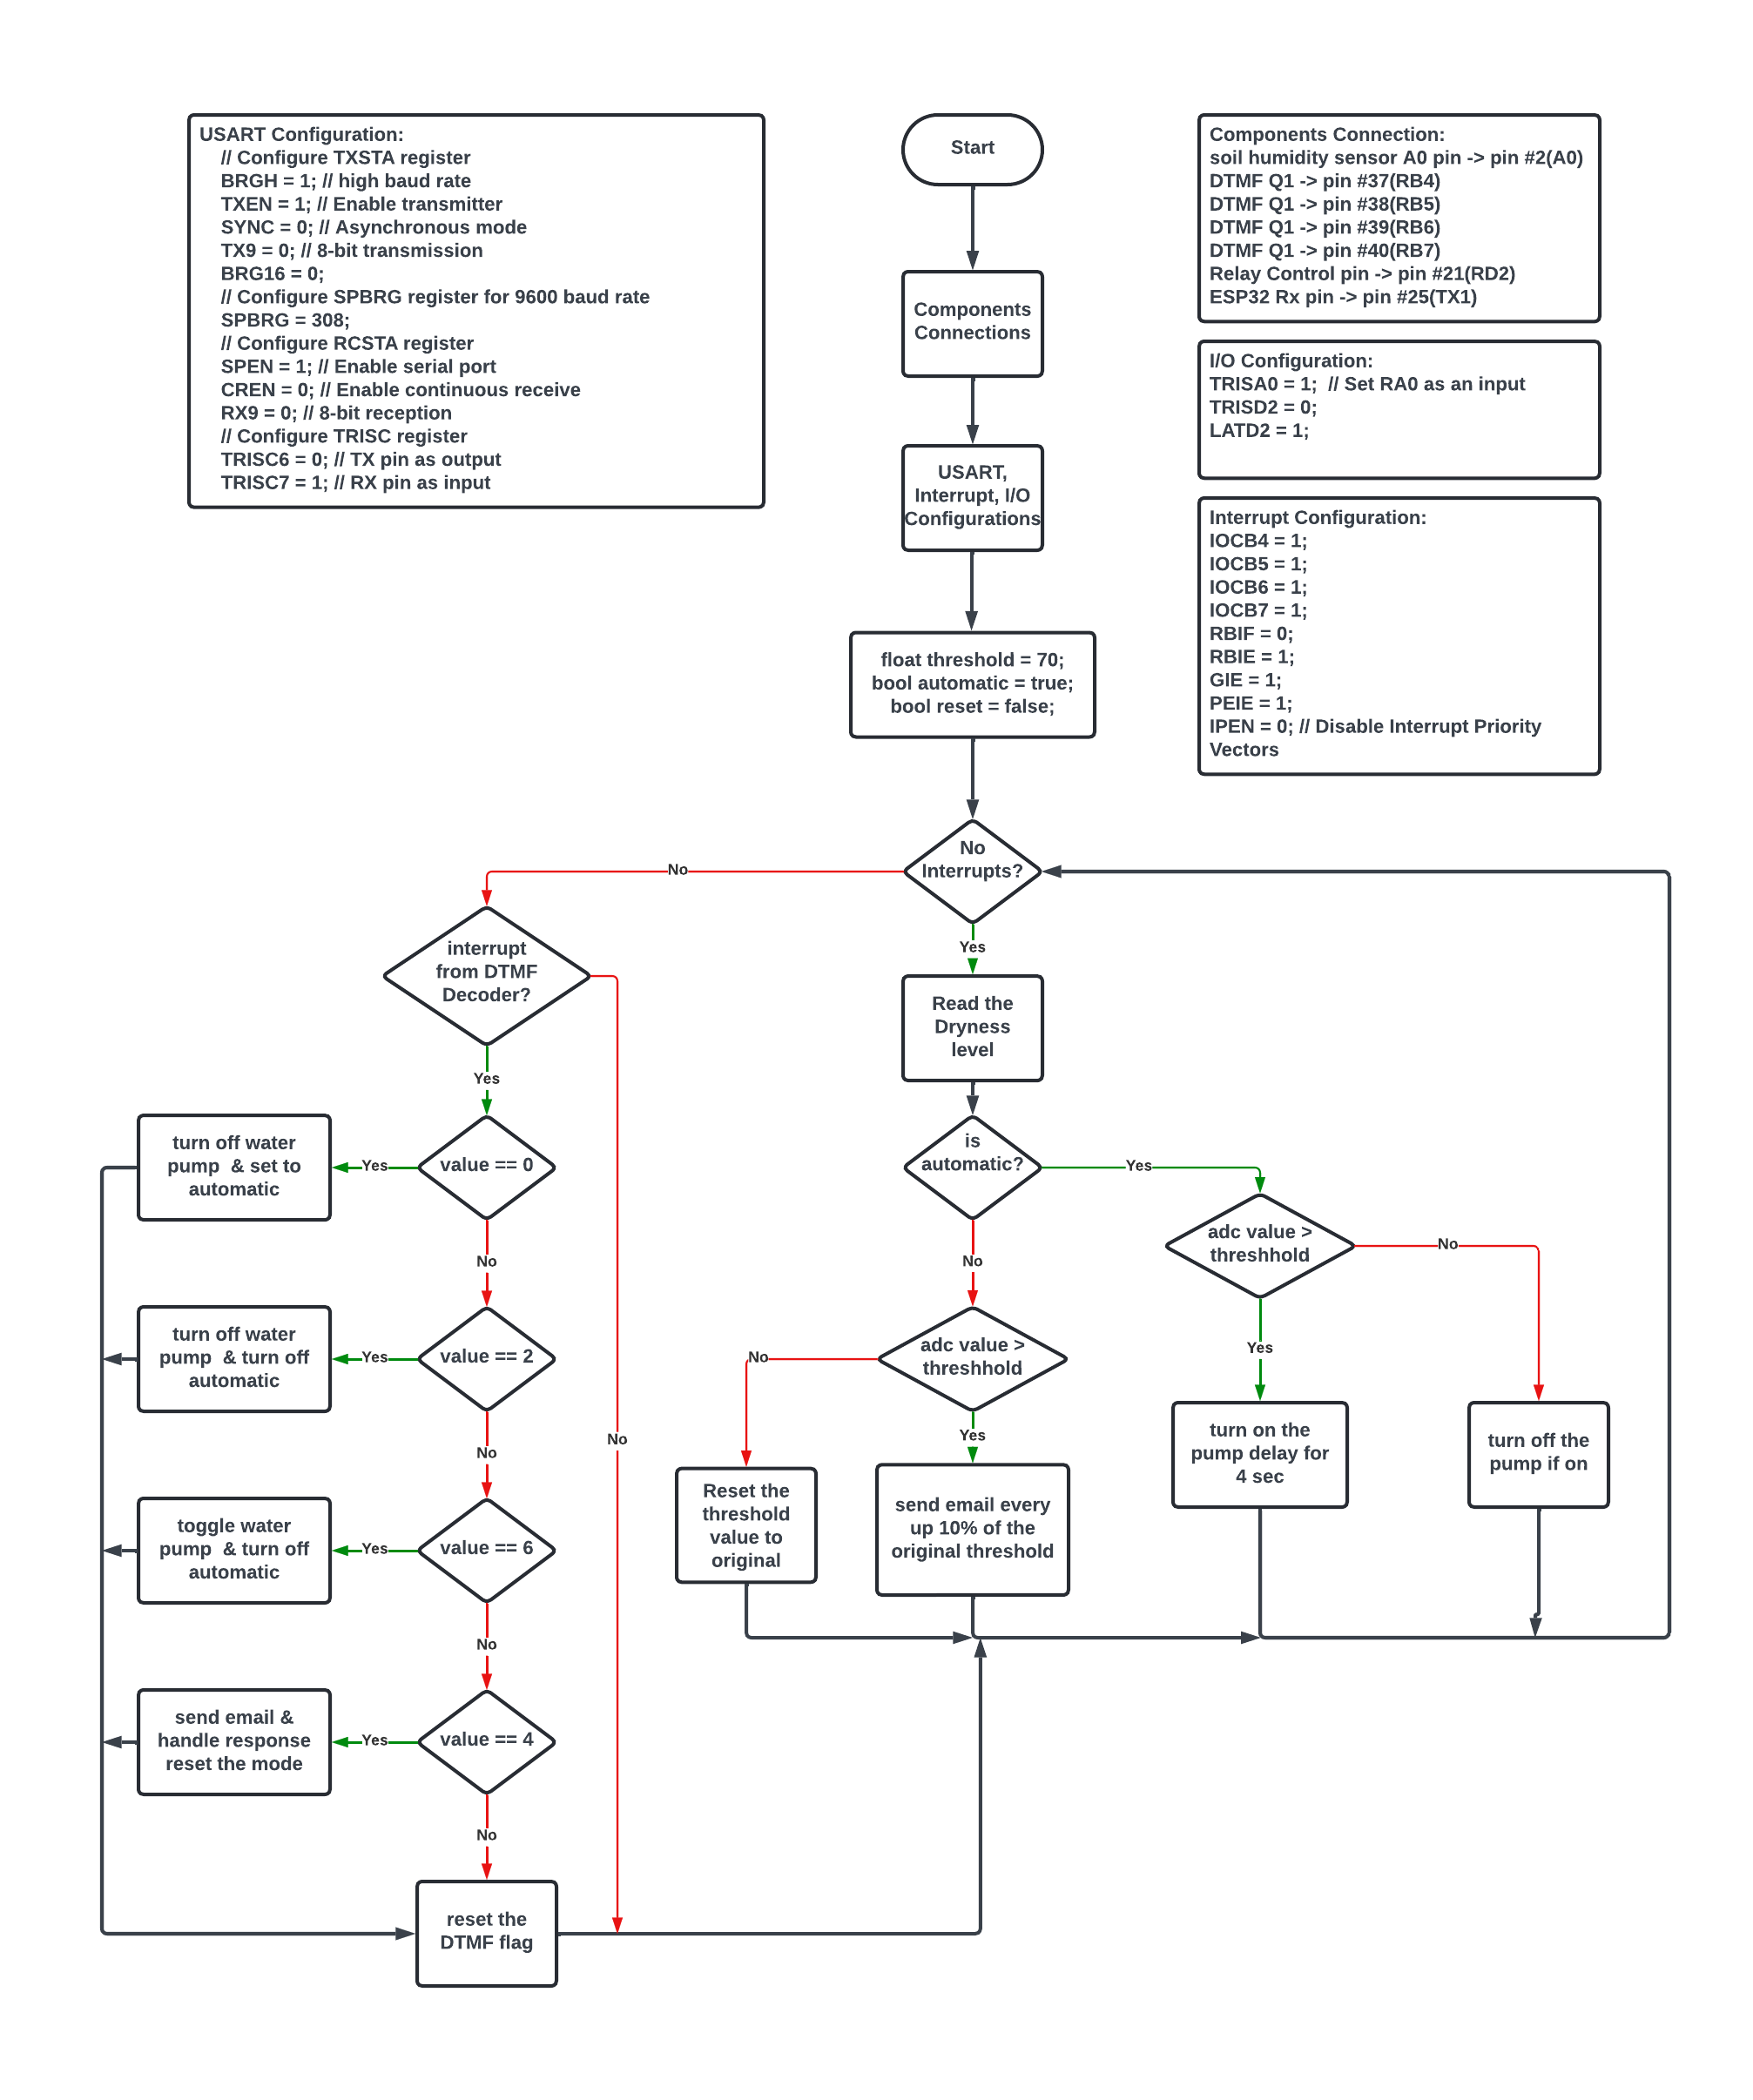 USART Configuration:
// Configure TXSTA register
BRGH = 1; // high baud rate
TXEN = 1; // Enable transmitter
SYNC = 0; // Asynchronous mode
TX9 = 0; // 8-bit transmission
BRG16 = 0;
// Configure SPBRG register for 9600 baud rate
SPBRG = 308;
// Configure RCSTA register
SPEN = 1; // Enable serial port
CREN = 0; // Enable continuous receive
RX9 = 0; // 8-bit reception
// Configure TRISC register
TRISC6 = 0; // TX pin as output
TRISC7 = 1; // RX pin as input
Start
Components
Connections
USART,
Interrupt, I/O
Configurations
float threshold = 70;
bool automatic = true;
bool reset = false;
Components Connection:
soil humidity sensor A0 pin -> pin #2(A0)
DTMF Q1 -> pin #37(RB4)
DTMF Q1 -> pin #38(RB5)
DTMF Q1 -> pin #39(RB6)
DTMF Q1 -> pin #40(RB7)
Relay Control pin -> pin #21(RD2)
ESP32 Rx pin -> pin #25(TX1)
I/O Configuration:
TRISA0 = 1;  // Set RA0 as an input
TRISD2 = 0;
LATD2 = 1;
Interrupt Configuration:
IOCB4 = 1;
IOCB5 = 1;
IOCB6 = 1;
IOCB7 = 1;
RBIF = 0;
RBIE = 1;
GIE = 1;
PEIE = 1;
IPEN = 0; // Disable Interrupt Priority
Vectors
No
Interrupts?
No
Yes
interrupt
from DTMF
Decoder?
Yes
No
value == 0
Yes
turn off water
pump  & set to
automatic
No
value == 2
Yes
turn off water
pump  & turn off
automatic
No
value == 6
Yes
toggle water
pump  & turn off
automatic
No
value == 4
Yes
send email &
handle response
reset the mode
No
reset the
DTMF flag
Read the
Dryness
level
is
automatic?
Yes
No
adc value >
threshhold
No
Yes
Reset the
threshold
value to
original
send email every
up 10% of the
original threshold
adc value >
threshhold
No
Yes
turn on the
pump delay for
4 sec
turn off the
pump if on